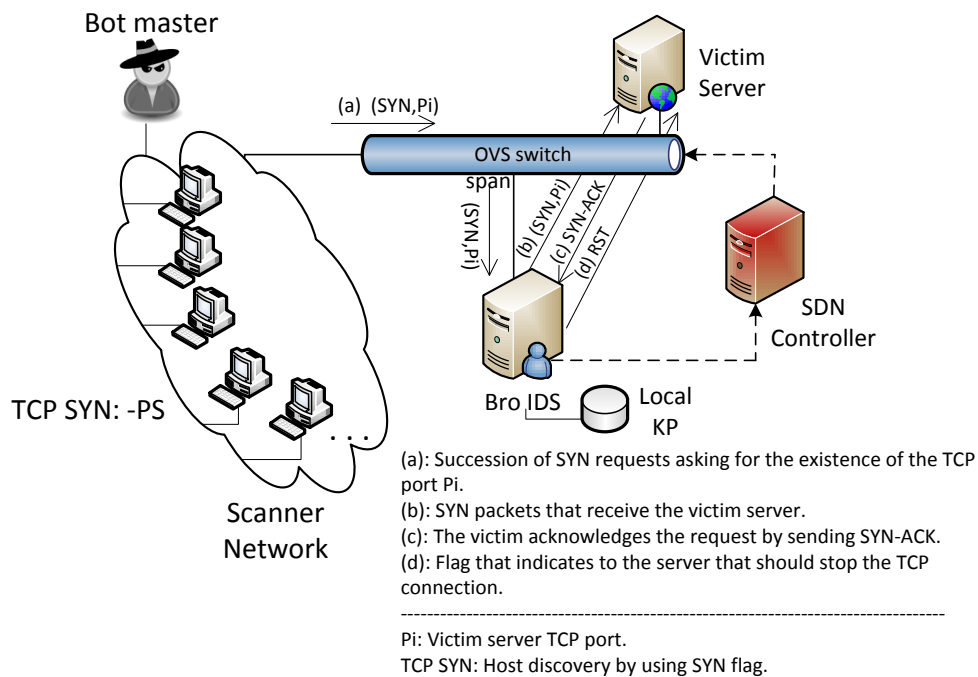 Bot master
Victim
Server
(a) (SYN,Pi)
OVS switch
span
(SYN,Pi)
(b) (SYN,Pi)
(c) SYN-ACK
(d) RST
SDN
Controller
TCP SYN: -PS
Bro IDS
Local
KP
. . .
Scanner
Network
(a): Succession of SYN requests asking for the existence of the TCP
port Pi.
(b): SYN packets that receive the victim server.
(c): The victim acknowledges the request by sending SYN-ACK.
(d): Flag that indicates to the server that should stop the TCP
connection.
-----------------------------------------------------------------------------------
Pi: Victim server TCP port.
TCP SYN: Host discovery by using SYN flag.